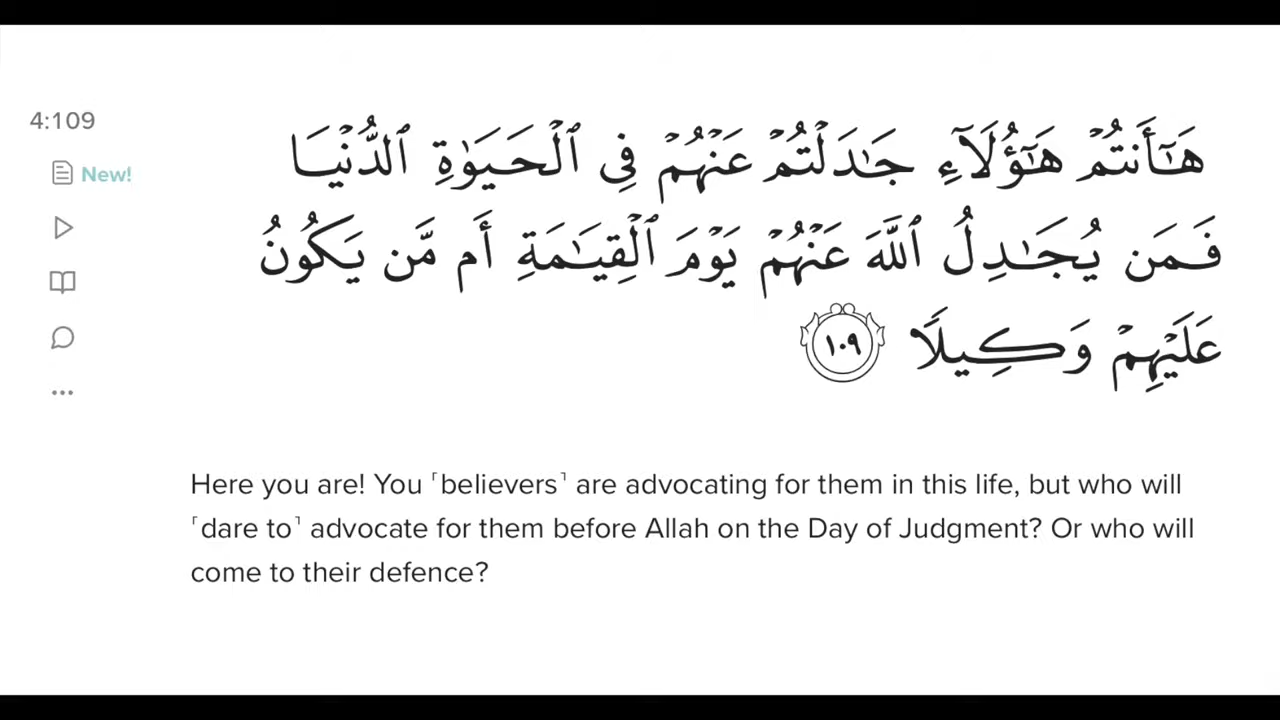 4:109
New!
هَـٰٓأَنتُمْ هَـٰٓؤُلَآءِ جَـٰدَلْتُمْ عَنْهُمْ فِى ٱلْحَيَوٰةِ ٱلدُّنْيَا
فَمَن يُجَـٰدِلُ ٱللَّهَ عَنْهُمْ يَوْمَ ٱلْقِيَـٰمَةِ أَم مَّن يَكُونُ
عَلَيْهِمْ وَكِيلًا ١٠٩
Here you are! You ˹believers˺ are advocating for them in this life, but who will
˹dare to˺ advocate for them before Allah on the Day of Judgment? Or who will
come to their defence?